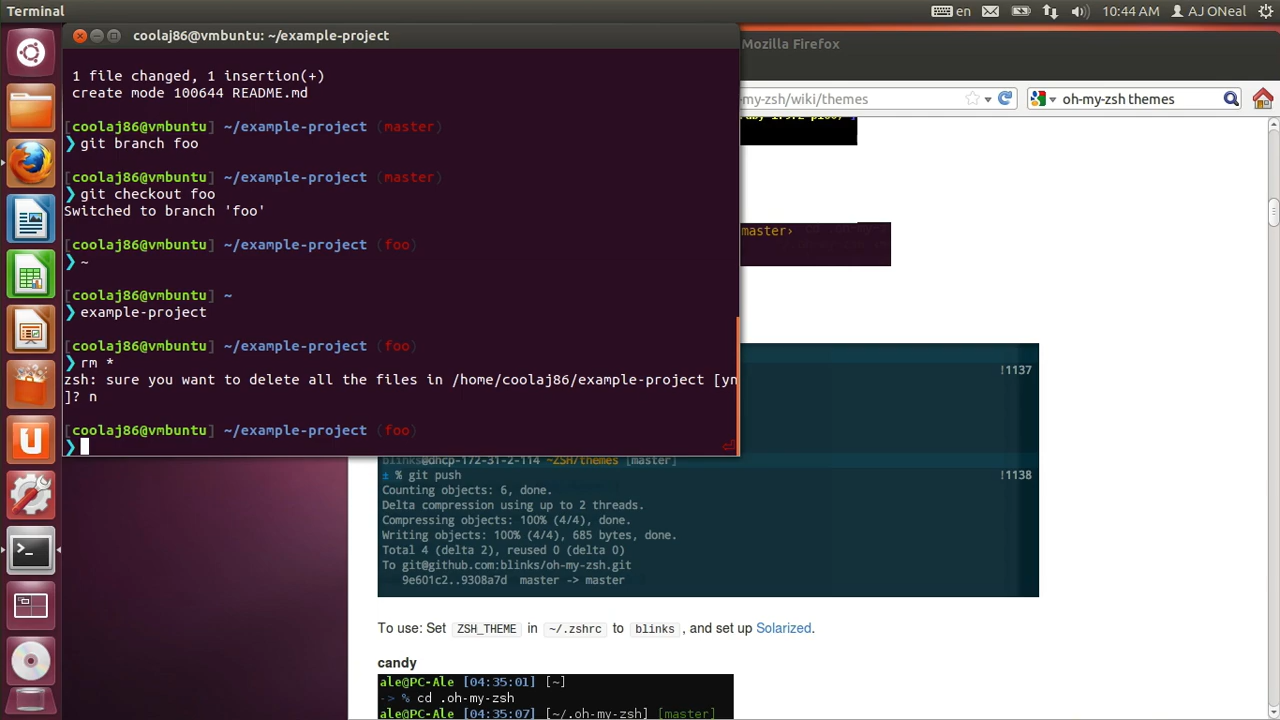 Terminal
en
10:44 AM
AJ ONeal
coolaj86@vmbuntu: ~/example-project
1 file changed, 1 insertion(+)
create mode 100644 README.md
[coolaj86@vmbuntu] ~/example-project (master)
❯ git branch foo
[coolaj86@vmbuntu] ~/example-project (master)
❯ git checkout foo
Switched to branch 'foo'
[coolaj86@vmbuntu] ~/example-project (foo)
❯ ~
[coolaj86@vmbuntu] ~
❯ example-project
[coolaj86@vmbuntu] ~/example-project (foo)
❯ rm *
zsh: sure you want to delete all the files in /home/coolaj86/example-project [yn
]? n
[coolaj86@vmbuntu] ~/example-project (foo)
❯
Mozilla Firefox
my-zsh/wiki/themes
oh-my-zsh themes
master›
!1137
blinks@dhcp-172-31-2-114 ~ZSH/themes [master]
± % git push
!1138
Counting objects: 6, done.
Delta compression using up to 2 threads.
Compressing objects: 100% (4/4), done.
Writing objects: 100% (4/4), 685 bytes, done.
Total 4 (delta 2), reused 0 (delta 0)
To git@github.com:blinks/oh-my-zsh.git
9e601c2..9308a7d master -> master
To use: Set ZSH_THEME in ~/.zshrc to blinks , and set up Solarized.
candy
ale@PC-Ale [04:35:01] [~]
-> % cd .oh-my-zsh
ale@PC-Ale [04:35:07] [~/.oh-my-zsh] [master]